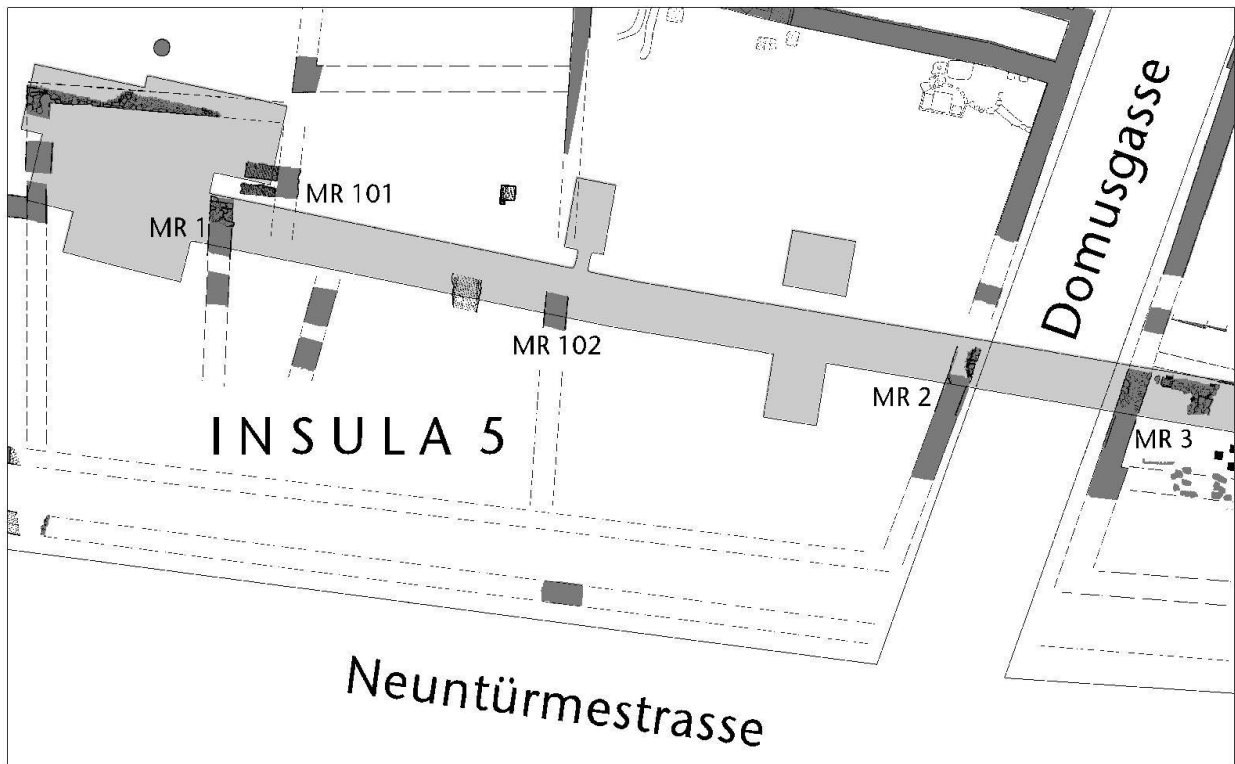 Domusgasse
MR 101
MR 1
MR 102
MR 2
MR 3
INSULA 5
Neuntürmestrasse